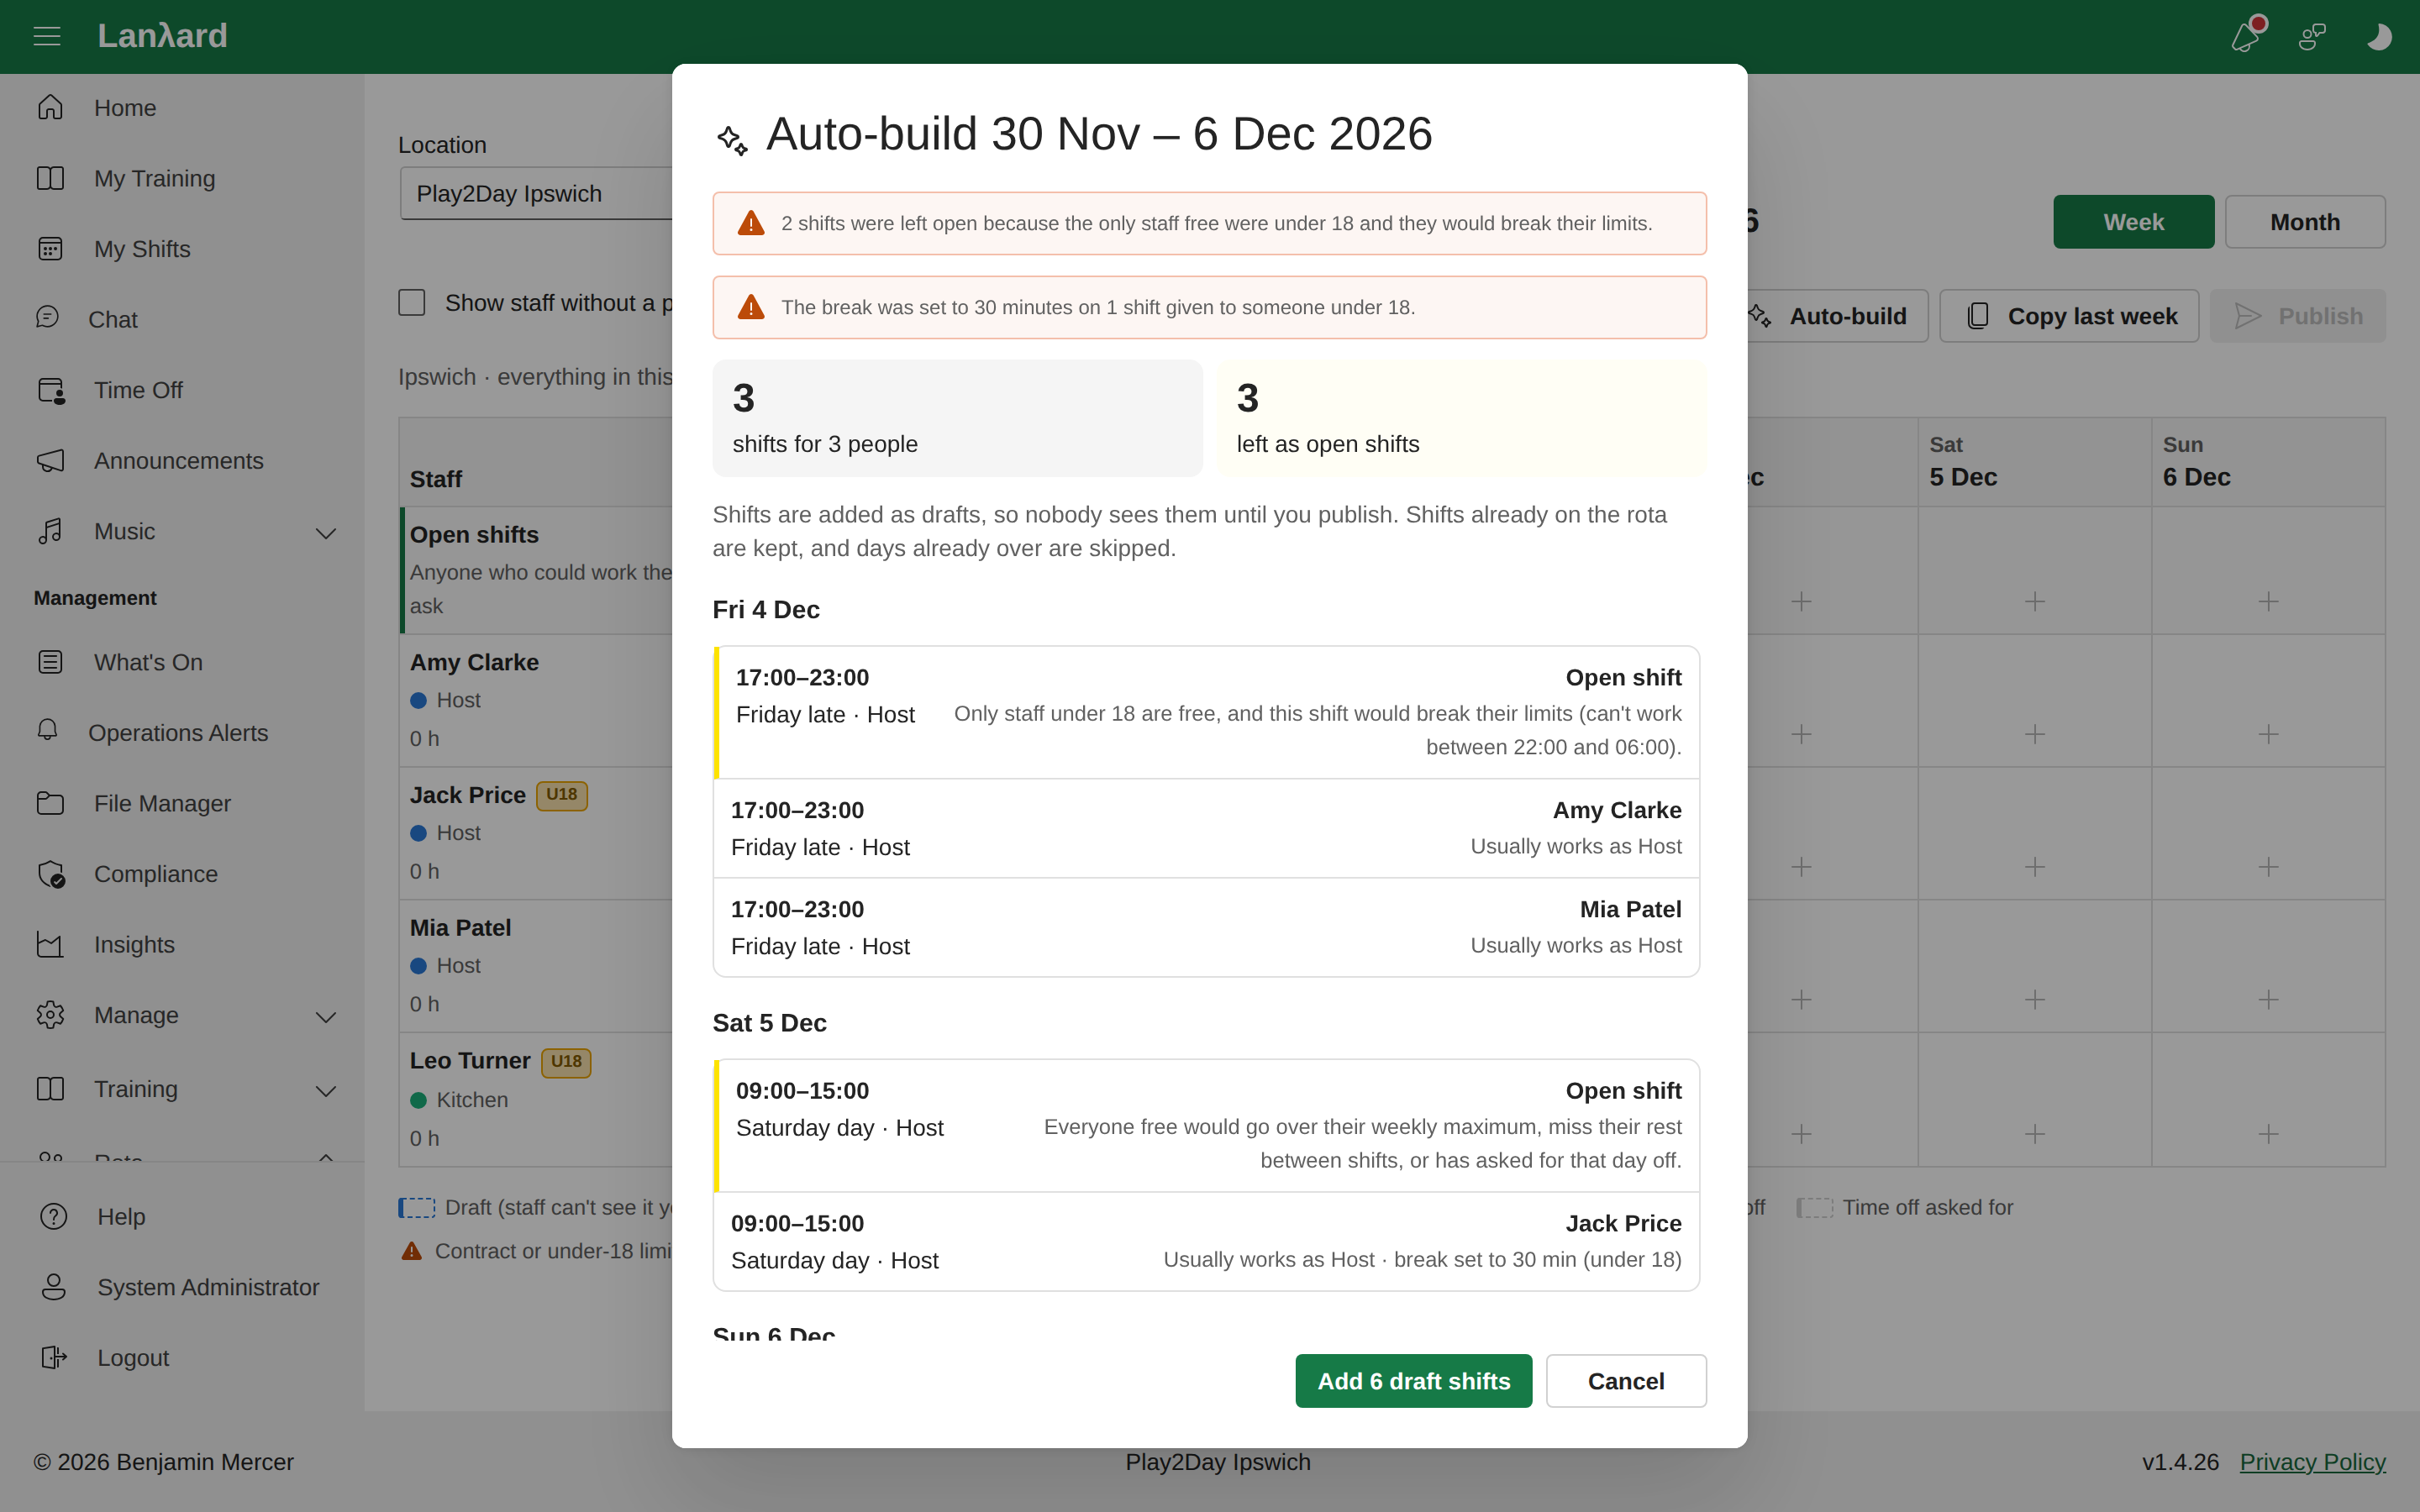 Lanλard
Home
My Training
My Shifts
Chat
Time Off
Announcements
Music
Management
What's On
Operations Alerts
File Manager
Compliance
Insights
Manage
Training
Rota
Help
System Administrator
Logout
Location
Play2Day Ipswich
Show staff without a p
Ipswich · everything in this
Staff
Open shifts
Anyone who could work the
ask
Amy Clarke
Host
0 h
Jack Price U18
Host
0 h
Mia Patel
Host
0 h
Leo Turner U18
Kitchen
0 h
Draft (staff can't see it ye
Contract or under-18 limi
Auto-build 30 Nov – 6 Dec 2026
2 shifts were left open because the only staff free were under 18 and they would break their limits.
The break was set to 30 minutes on 1 shift given to someone under 18.
3
shifts for 3 people
3
left as open shifts
Shifts are added as drafts, so nobody sees them until you publish. Shifts already on the rota
are kept, and days already over are skipped.
Fri 4 Dec
17:00–23:00 Open shift
Friday late · Host Only staff under 18 are free, and this shift would break their limits (can't work
between 22:00 and 06:00).
17:00–23:00 Amy Clarke
Friday late · Host Usually works as Host
17:00–23:00 Mia Patel
Friday late · Host Usually works as Host
Sat 5 Dec
09:00–15:00 Open shift
Saturday day · Host Everyone free would go over their weekly maximum, miss their rest
between shifts, or has asked for that day off.
09:00–15:00 Jack Price
Saturday day · Host Usually works as Host · break set to 30 min (under 18)
Sun 6 Dec
Add 6 draft shifts Cancel
6
Week Month
Auto-build Copy last week Publish
ec
Sat
5 Dec
Sun
6 Dec
off Time off asked for
© 2026 Benjamin Mercer Play2Day Ipswich v1.4.26 Privacy Policy